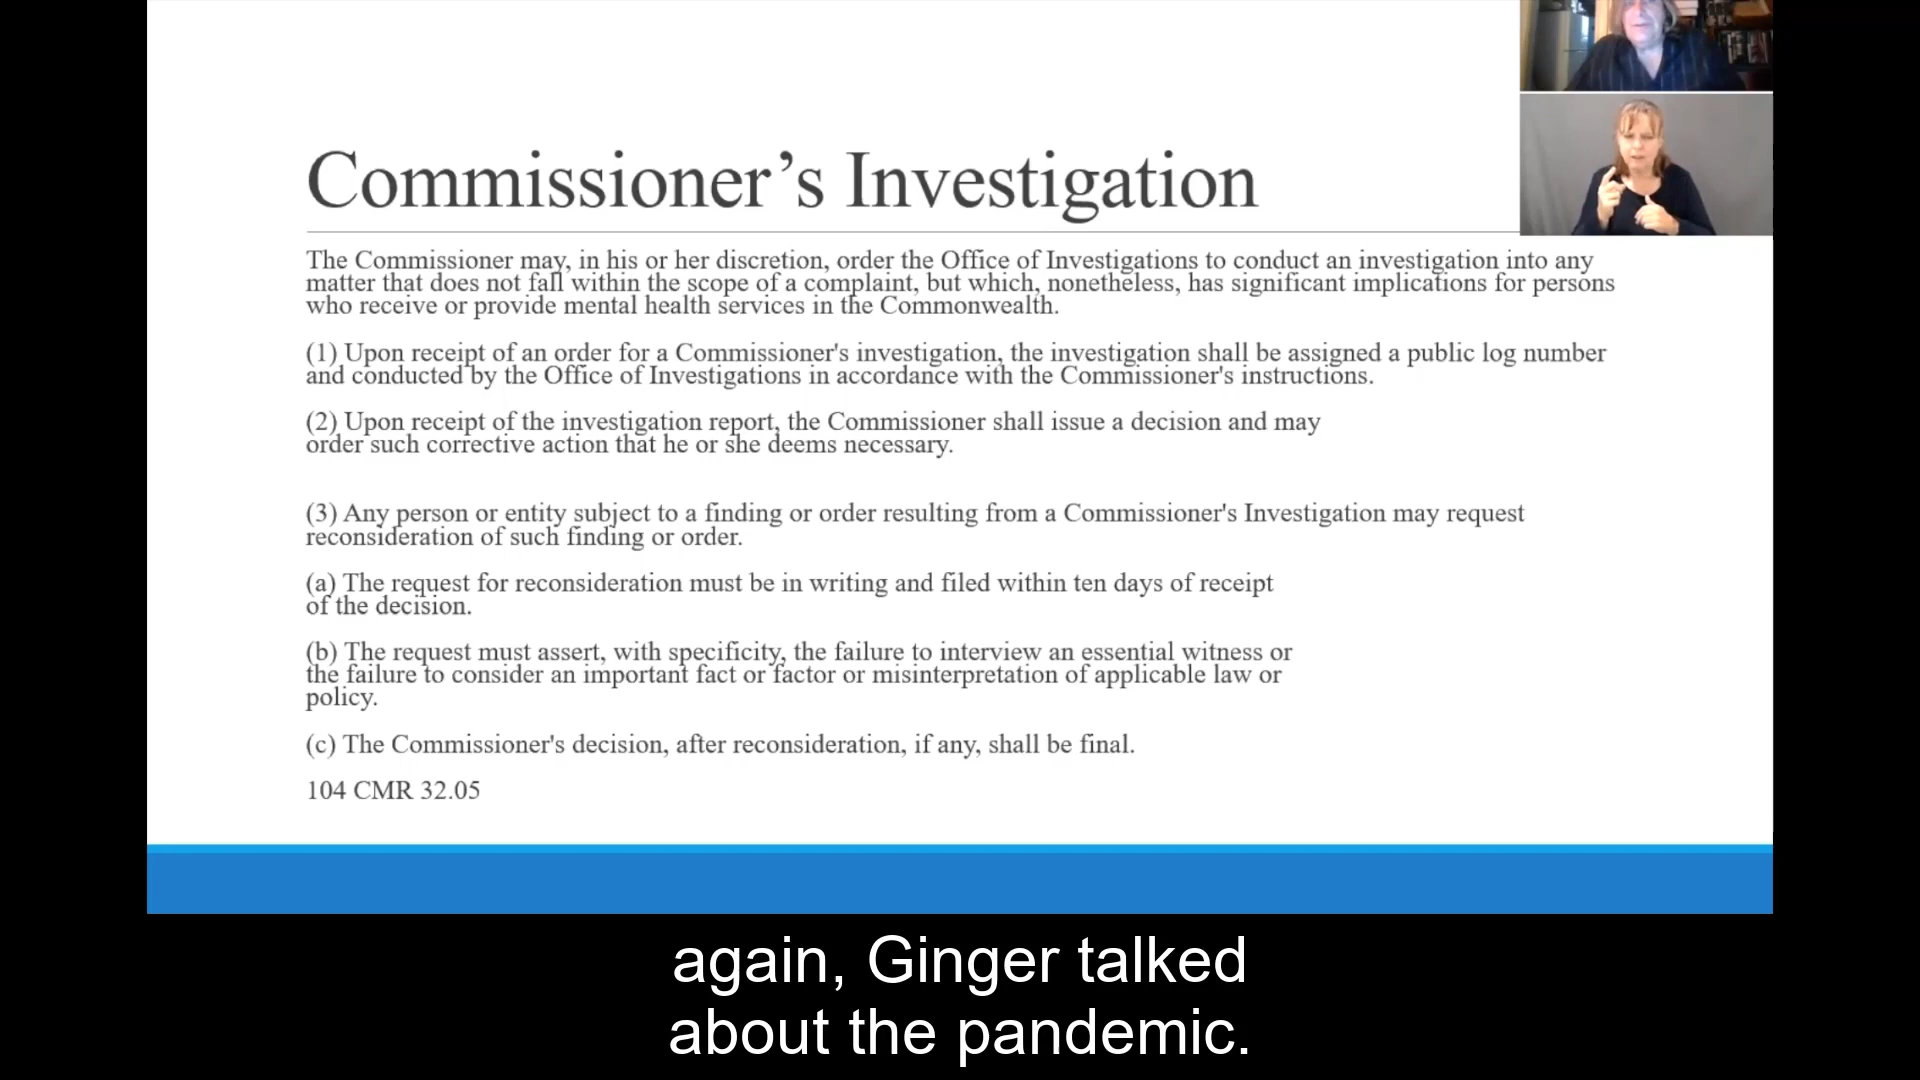 Commissioner’s Investigation
The Commissioner may, in his or her discretion, order the Office of Investigations to conduct an investigation into any
matter that does not fall within the scope of a complaint, but which, nonetheless, has significant implications for persons
who receive or provide mental health services in the Commonwealth.
(1) Upon receipt of an order for a Commissioner's investigation, the investigation shall be assigned a public log number
and conducted by the Office of Investigations in accordance with the Commissioner's instructions.
(2) Upon receipt of the investigation report, the Commissioner shall issue a decision and may
order such corrective action that he or she deems necessary.
(3) Any person or entity subject to a finding or order resulting from a Commissioner's Investigation may request
reconsideration of such finding or order.
(a) The request for reconsideration must be in writing and filed within ten days of receipt
of the decision.
(b) The request must assert, with specificity, the failure to interview an essential witness or
the failure to consider an important fact or factor or misinterpretation of applicable law or
policy.
(c) The Commissioner's decision, after reconsideration, if any, shall be final.
104 CMR 32.05
again, Ginger talked
about the pandemic.